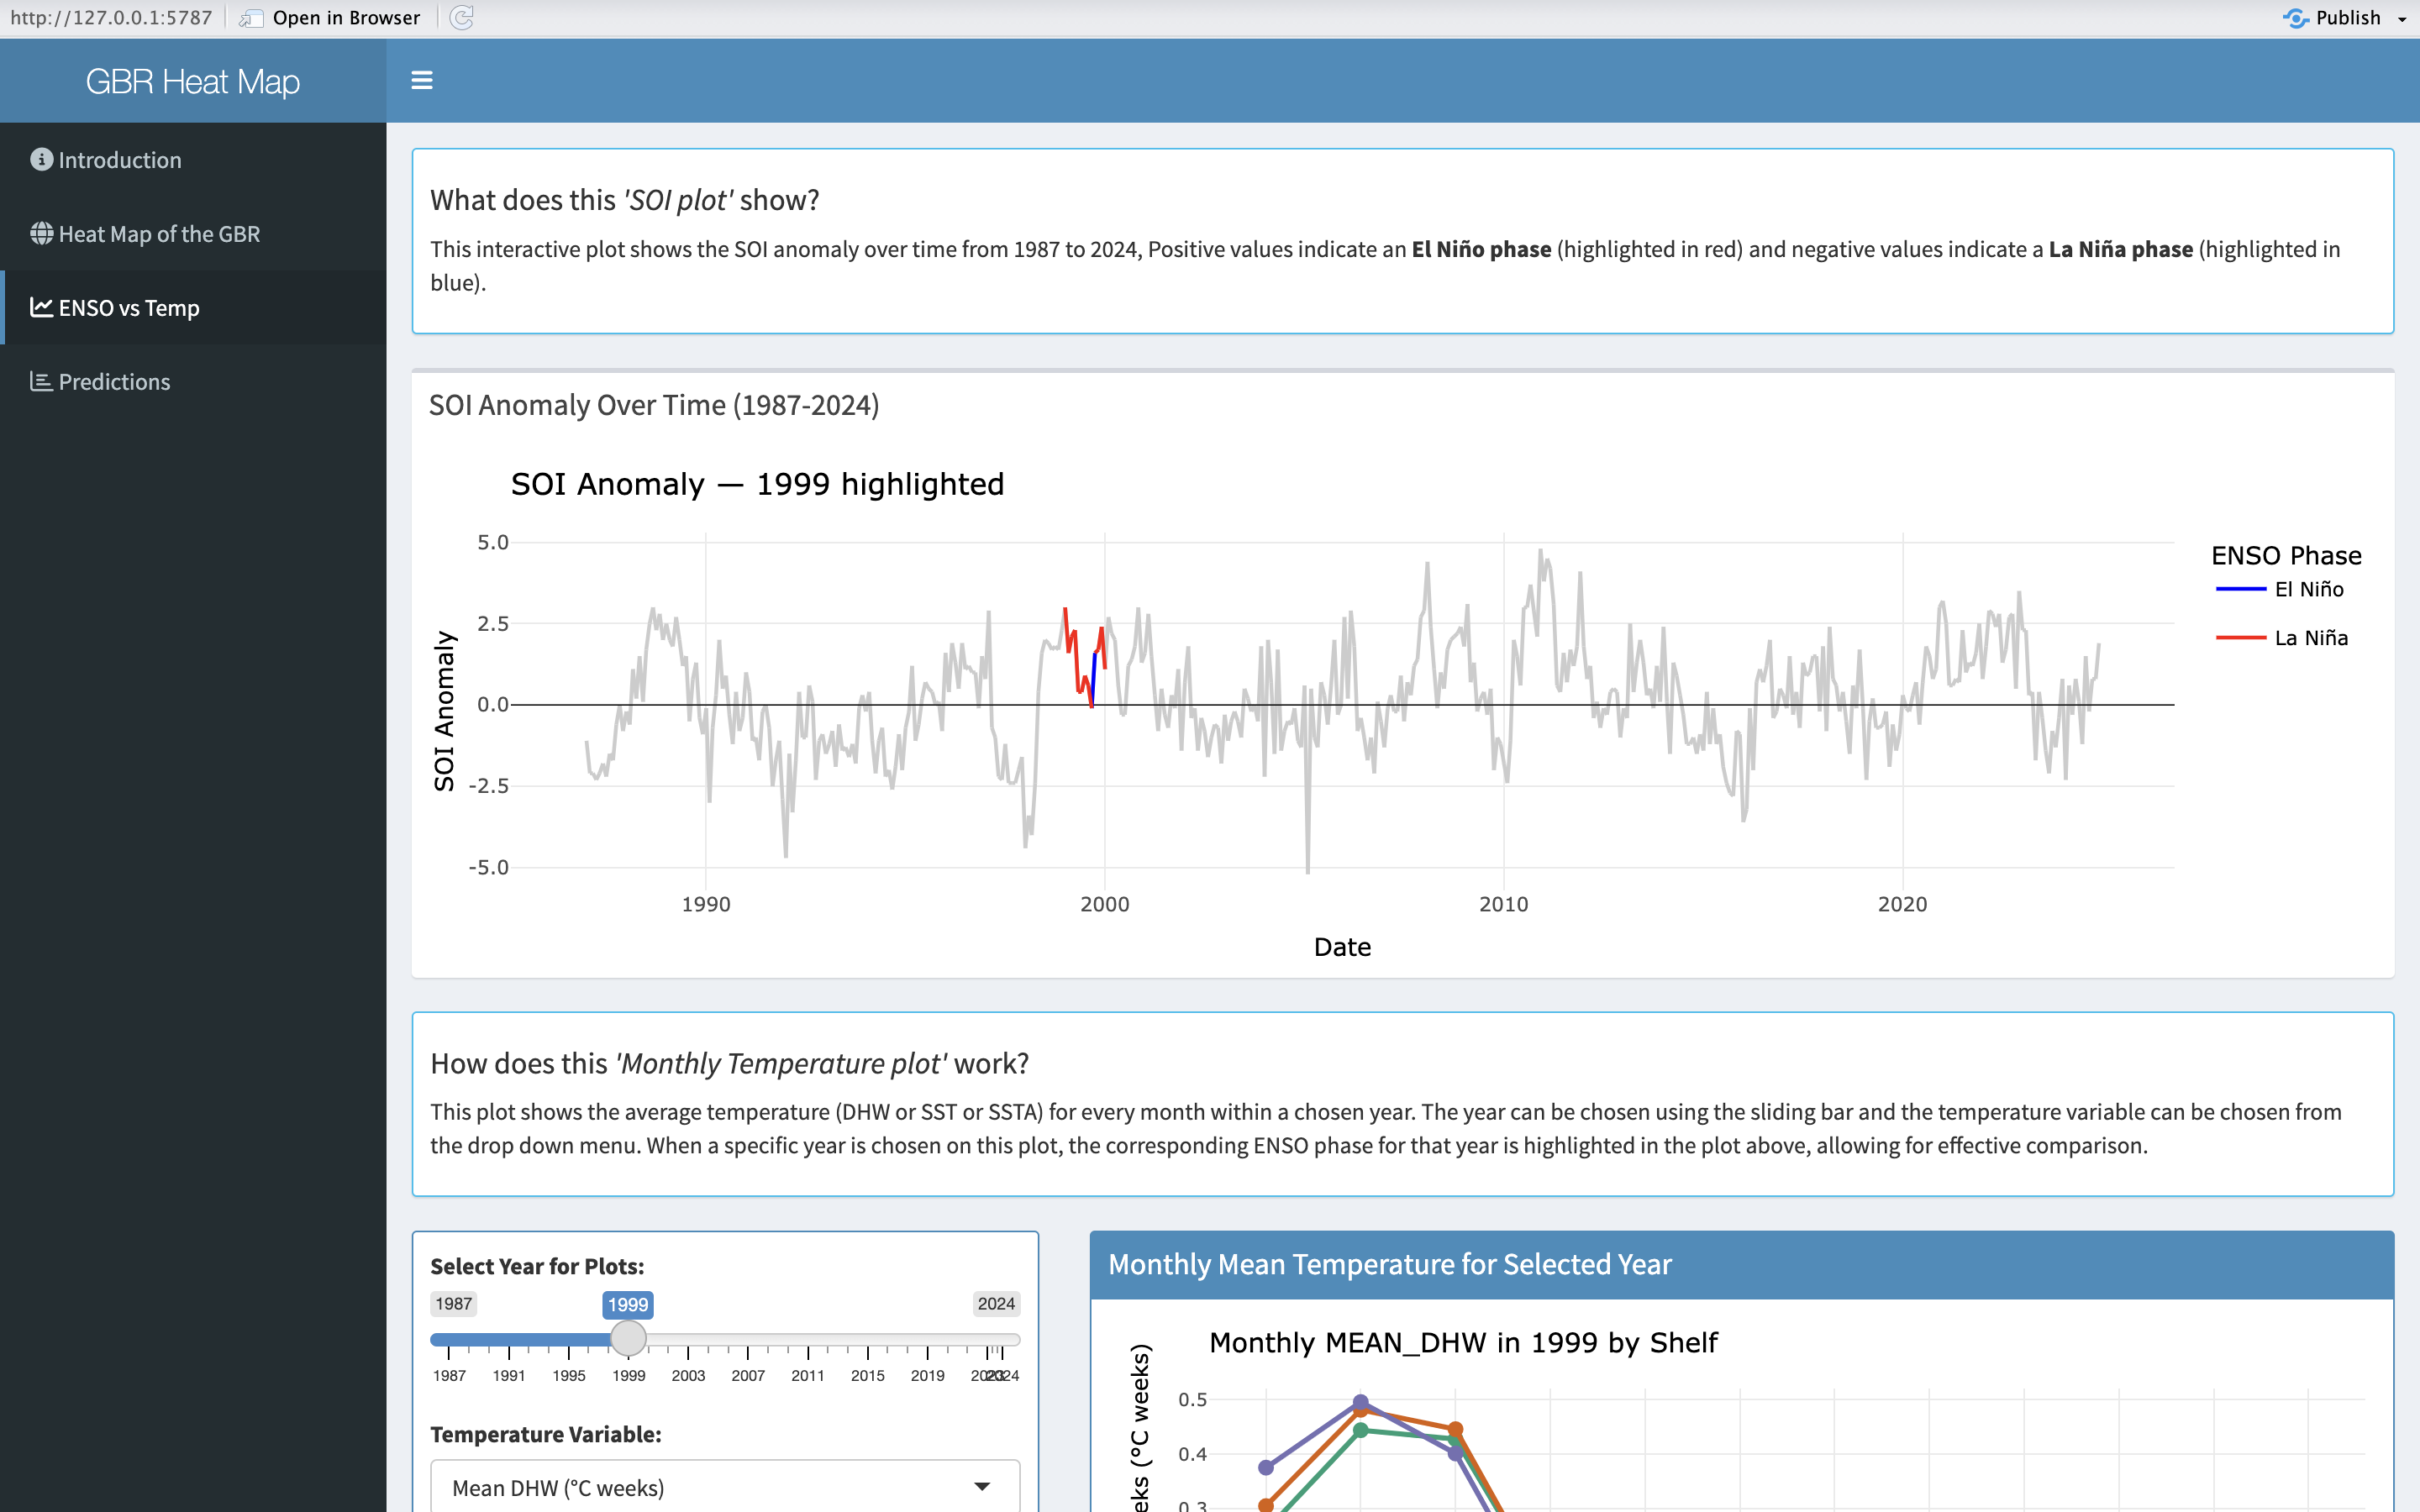 http://127.0.0.1:5787
Open in Browser
Publish
GBR Heat Map
Introduction
Heat Map of the GBR
ENSO vs Temp
Predictions
What does this 'SOI plot' show?
This interactive plot shows the SOI anomaly over time from 1987 to 2024, Positive values indicate an El Niño phase (highlighted in red) and negative values indicate a La Niña phase (highlighted in
blue).
SOI Anomaly Over Time (1987-2024)
SOI Anomaly — 1999 highlighted
SOI Anomaly
5.0
2.5
0.0
-2.5
-5.0
1990
2000
2010
2020
Date
ENSO Phase
El Niño
La Niña
How does this 'Monthly Temperature plot' work?
This plot shows the average temperature (DHW or SST or SSTA) for every month within a chosen year. The year can be chosen using the sliding bar and the temperature variable can be chosen from
the drop down menu. When a specific year is chosen on this plot, the corresponding ENSO phase for that year is highlighted in the plot above, allowing for effective comparison.
Select Year for Plots:
1987
1999
2024
1987 1991 1995 1999 2003 2007 2011 2015 2019 2023 2024
Temperature Variable:
Mean DHW (°C weeks)
Monthly Mean Temperature for Selected Year
Monthly MEAN_DHW in 1999 by Shelf
eks (°C weeks)
0.5
0.4
0.3